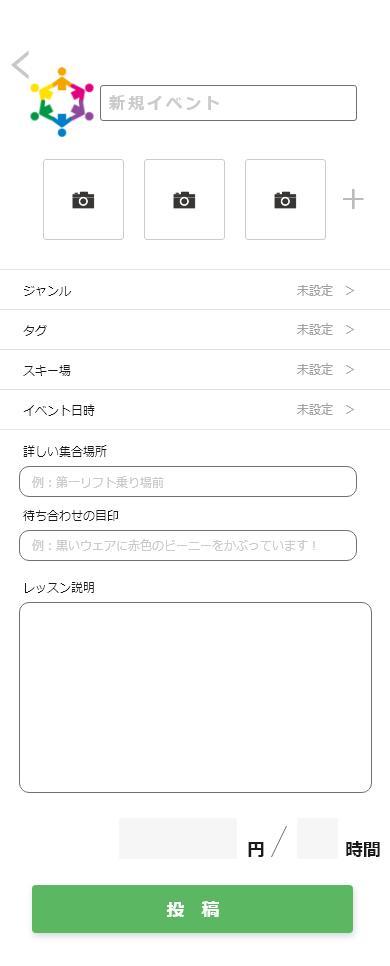 新規イベント
ジャンル 未設定 ＞
タグ 未設定 ＞
スキー場 未設定 ＞
イベント日時 未設定 ＞
詳しい集合場所
例：第一リフト乗り場前
待ち合わせの目印
例：黒いウェアに赤色のビーニーをかぶっています！
レッスン説明
円 ／ 時間
投 稿